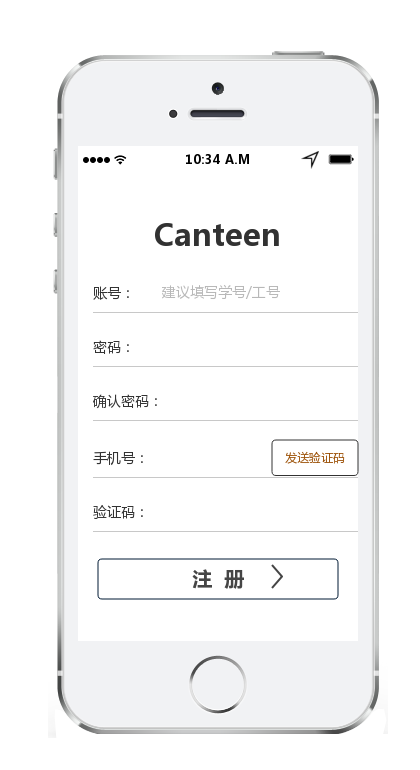 10:34 A.M
Canteen
账号： 建议填写学号/工号
密码：
确认密码：
手机号： 发送验证码
验证码：
注 册